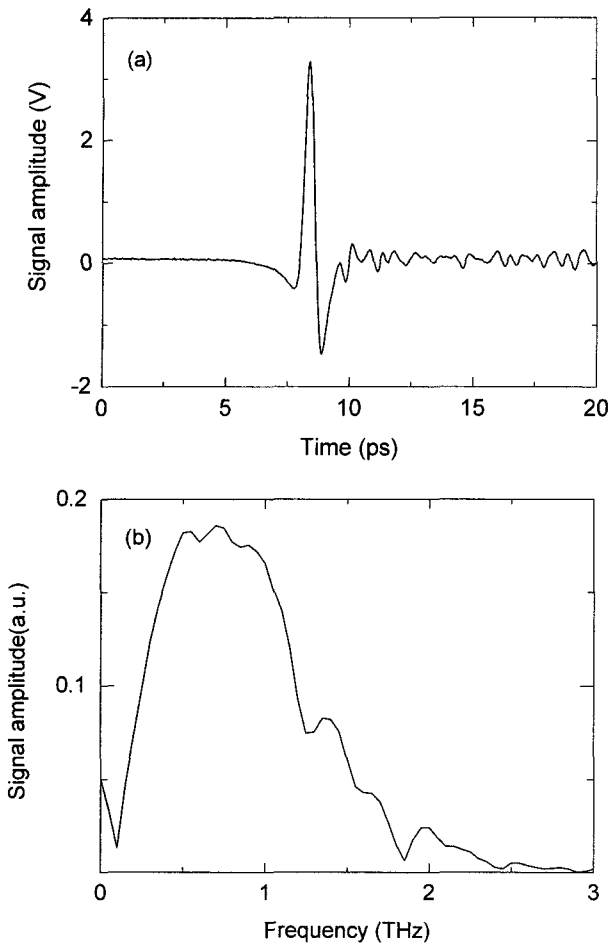 4
(a)
2
0
-2
Signal amplitude (V)
0
5
10
15
20
Time (ps)
0.2
(b)
0.1
Signal amplitude(a.u.)
0
1
2
3
Frequency (THz)